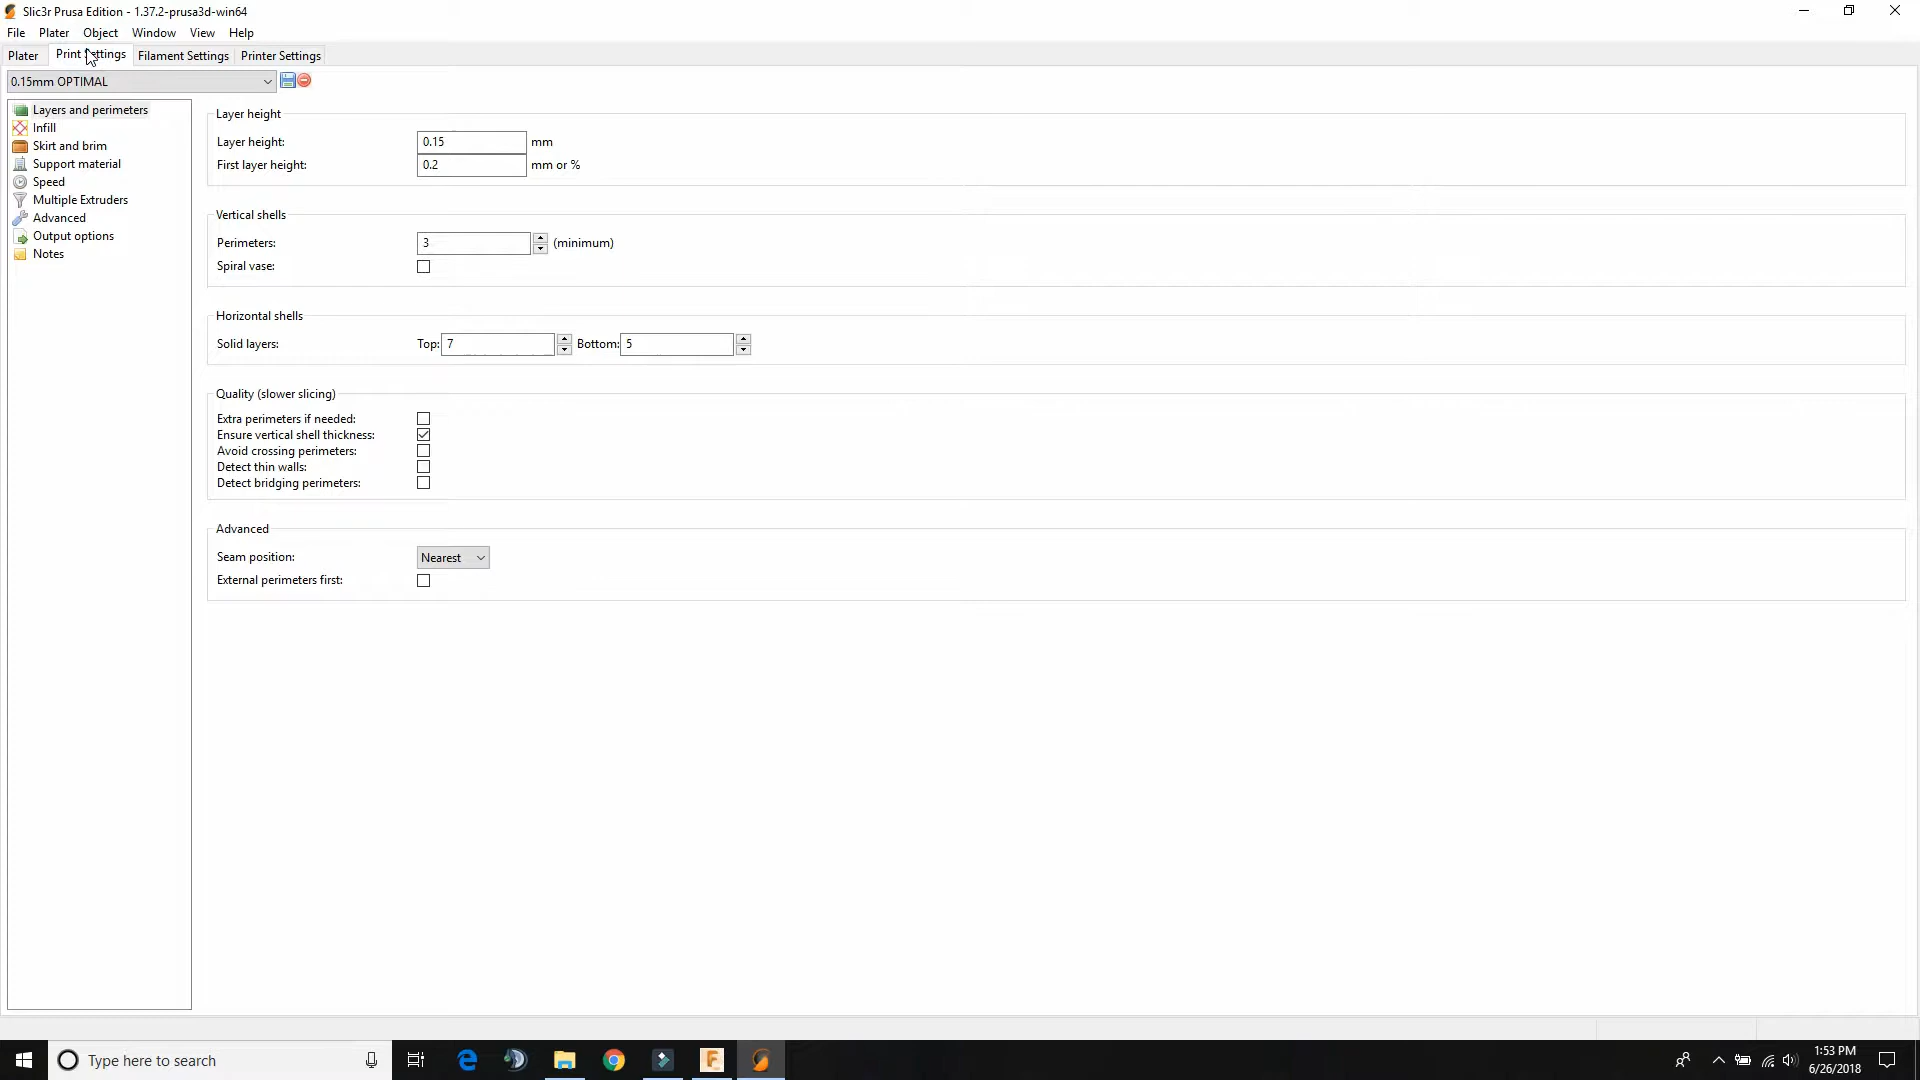 Slic3r Prusa Edition - 1.37.2-prusa3d-win64
File Plater Object Window View Help
Plater Print Settings Filament Settings Printer Settings
0.15mm OPTIMAL
Layers and perimeters
Infill
Skirt and brim
Support material
Speed
Multiple Extruders
Advanced
Output options
Notes
Layer height
Layer height: 0.15 mm
First layer height: 0.2 mm or %
Vertical shells
Perimeters: 3 (minimum)
Spiral vase:
Horizontal shells
Solid layers: Top: 7 Bottom: 5
Quality (slower slicing)
Extra perimeters if needed:
Ensure vertical shell thickness:
Avoid crossing perimeters:
Detect thin walls:
Detect bridging perimeters:
Advanced
Seam position: Nearest
External perimeters first:
Type here to search
1:53 PM
6/26/2018